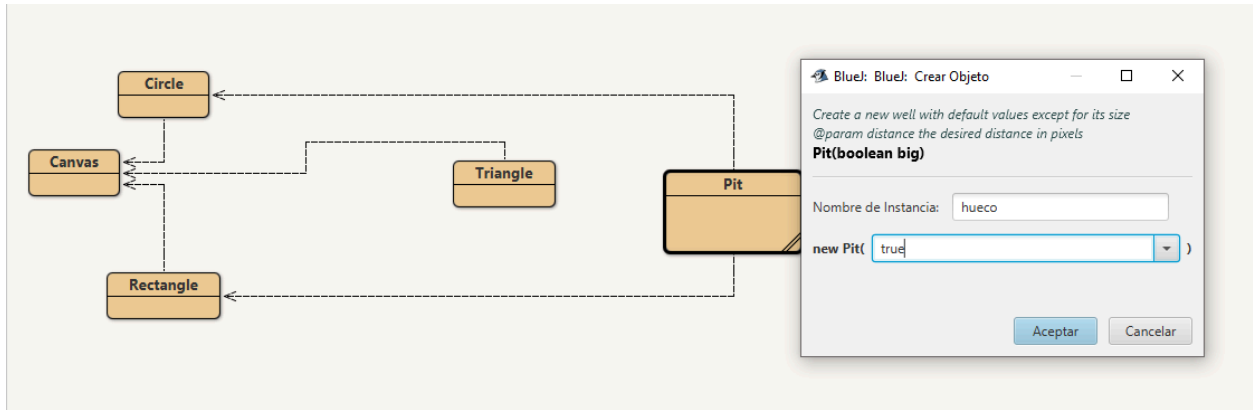 Circle
Canvas
Triangle
Pit
Rectangle
BlueJ: BlueJ: Crear Objeto
Create a new well with default values except for its size
@param distance the desired distance in pixels
Pit(boolean big)
Nombre de Instancia: hueco
new Pit( true )
Aceptar Cancelar